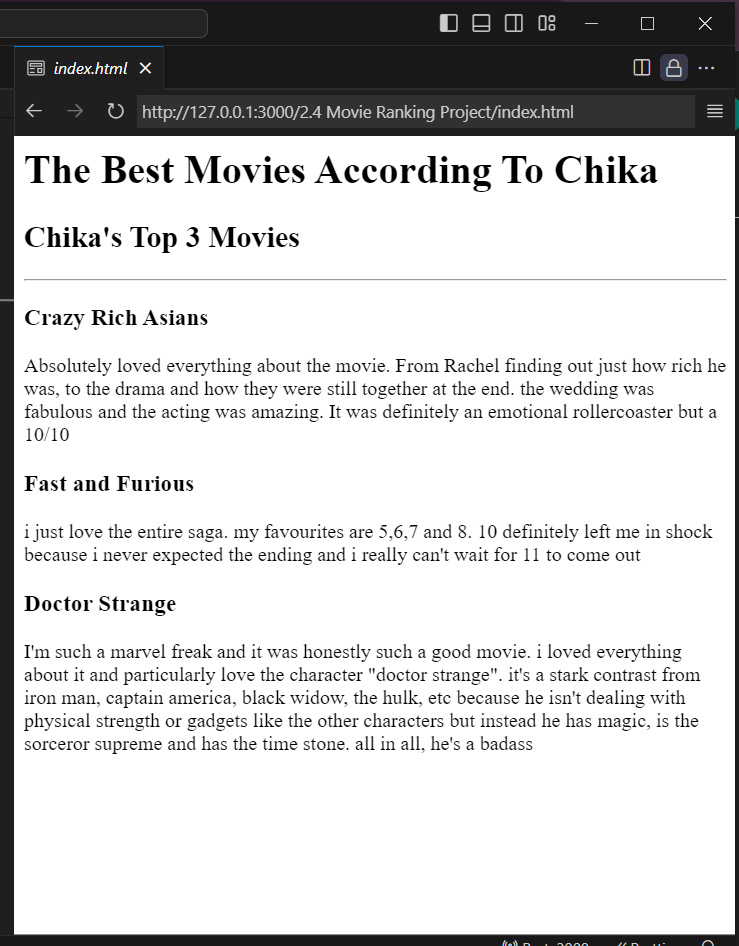 index.html
http://127.0.0.1:3000/2.4 Movie Ranking Project/index.html
The Best Movies According To Chika
Chika's Top 3 Movies
Crazy Rich Asians
Absolutely loved everything about the movie. From Rachel finding out just how rich he
was, to the drama and how they were still together at the end. the wedding was
fabulous and the acting was amazing. It was definitely an emotional rollercoaster but a
10/10
Fast and Furious
i just love the entire saga. my favourites are 5,6,7 and 8. 10 definitely left me in shock
because i never expected the ending and i really can't wait for 11 to come out
Doctor Strange
I'm such a marvel freak and it was honestly such a good movie. i loved everything
about it and particularly love the character "doctor strange". it's a stark contrast from
iron man, captain america, black widow, the hulk, etc because he isn't dealing with
physical strength or gadgets like the other characters but instead he has magic, is the
sorceror supreme and has the time stone. all in all, he's a badass